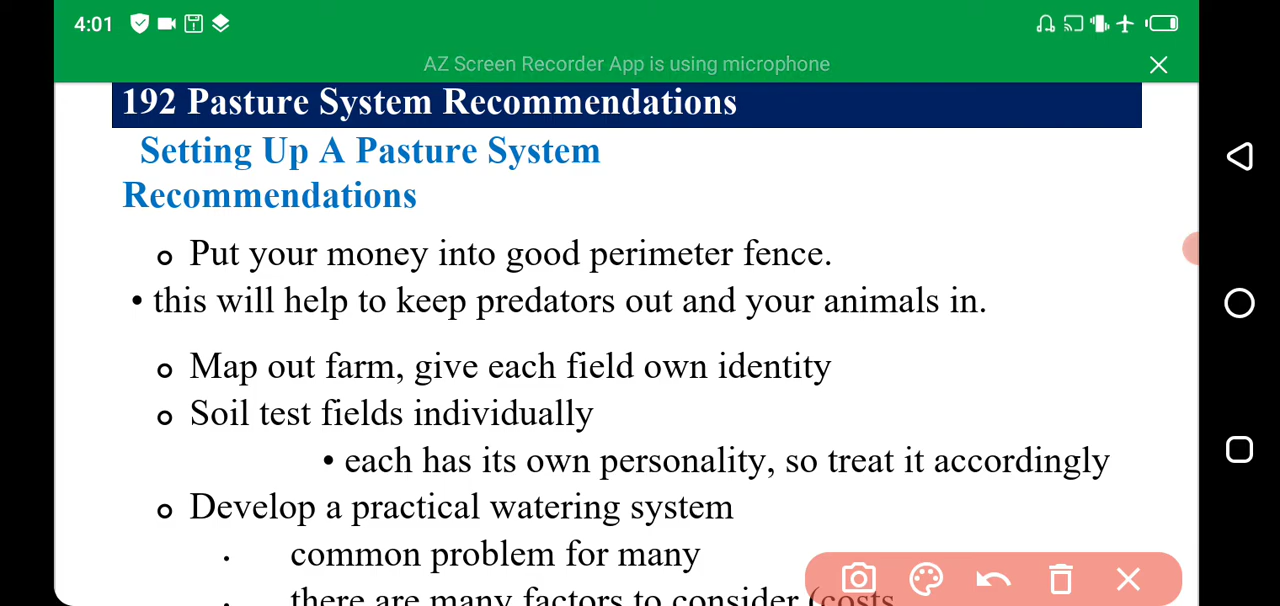 4:01
AZ Screen Recorder App is using microphone
192 Pasture System Recommendations
Setting Up A Pasture System
Recommendations
o Put your money into good perimeter fence.
• this will help to keep predators out and your animals in.
o Map out farm, give each field own identity
o Soil test fields individually
• each has its own personality, so treat it accordingly
o Develop a practical watering system
· common problem for many
· there are many factors to consider (costs